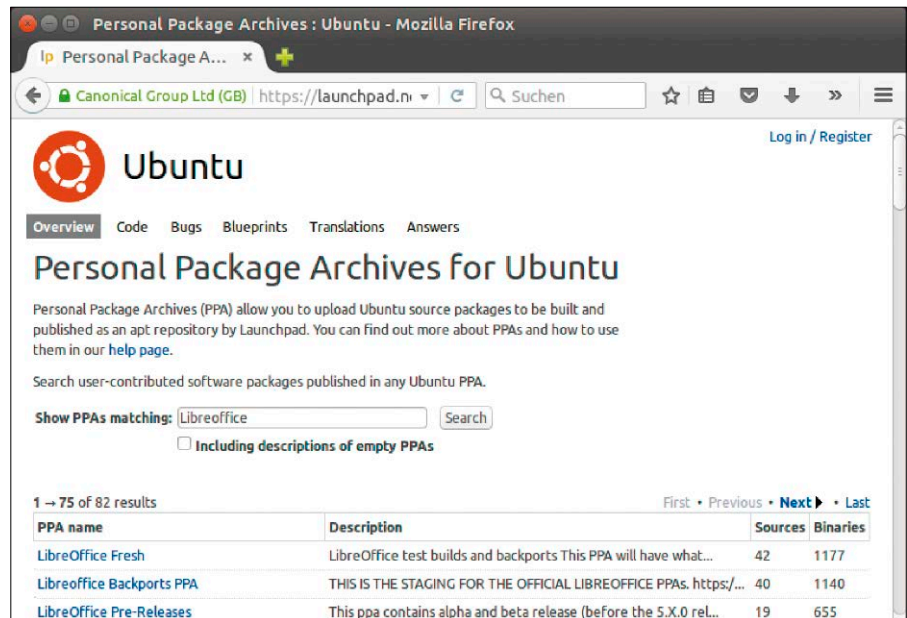 Personal Package Archives : Ubuntu - Mozilla Firefox
lp Personal Package A... ×
Canonical Group Ltd (GB) https://launchpad.n Suchen
Log in / Register
Ubuntu
Overview Code Bugs Blueprints Translations Answers
Personal Package Archives for Ubuntu
Personal Package Archives (PPA) allow you to upload Ubuntu source packages to be built and
published as an apt repository by Launchpad. You can find out more about PPAs and how to use
them in our help page.
Search user-contributed software packages published in any Ubuntu PPA.
Show PPAs matching: Libreoffice Search
Including descriptions of empty PPAs
1 → 75 of 82 results First • Previous • Next • Last
PPA name Description Sources Binaries
LibreOffice Fresh LibreOffice test builds and backports This PPA will have what... 42 1177
Libreoffice Backports PPA THIS IS THE STAGING FOR THE OFFICIAL LIBREOFFICE PPAs. https:/... 40 1140
LibreOffice Pre-Releases This ppa contains alpha and beta release (before the 5.X.0 rel... 19 655